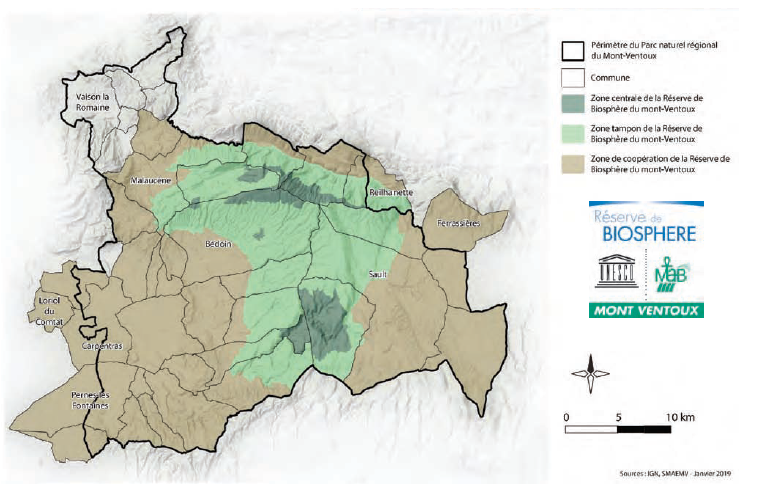 Vaison la
Romaine
Malaucène
Reilhanette
Ferrassières
Bédoin
Sault
Loriol
du
Comtat
Carpentras
Pernes les
Fontaines
Périmètre du Parc naturel régional
du Mont-Ventoux
Commune
Zone centrale de la Réserve de
Biosphère du mont-Ventoux
Zone tampon de la Réserve de
Biosphère du mont-Ventoux
Zone de coopération de la Réserve de
Biosphère du mont-Ventoux
Réserve de
BIOSPHERE
UNESCO
MaB
MONT VENTOUX
0 5 10 km
Sources : IGN, SMAEMV - Janvier 2019